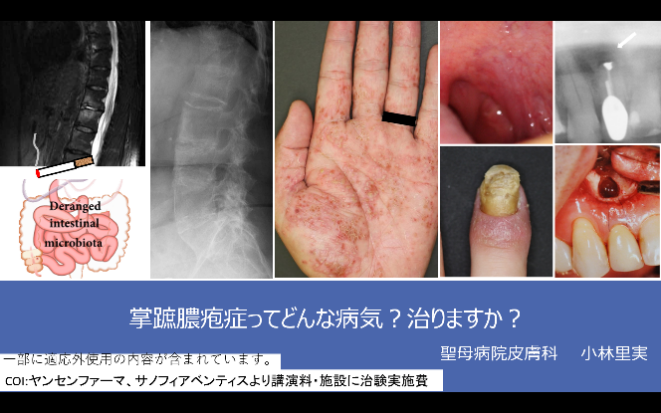 Deranged
intestinal
microbiota
掌蹠膿疱症ってどんな病気？治りますか？
聖母病院皮膚科　小林里実
一部に適応外使用の内容が含まれています。
COI:ヤンセンファーマ、サノフィアベンティスより講演料・施設に治験実施費